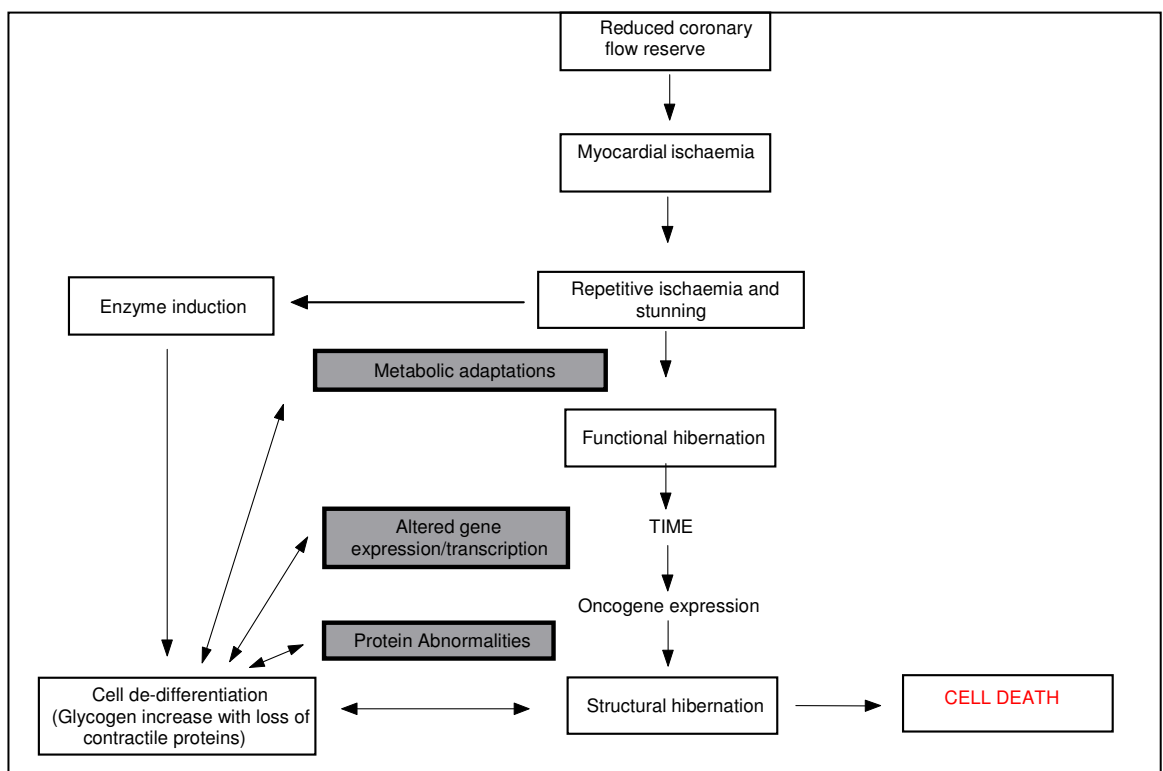 Reduced coronary
flow reserve
Myocardial ischaemia
Repetitive ischaemia and
stunning
Enzyme induction
Metabolic adaptations
Functional hibernation
Altered gene
expression/transcription
TIME
Oncogene expression
Protein Abnormalities
Cell de-differentiation
(Glycogen increase with loss of
contractile proteins)
Structural hibernation
CELL DEATH